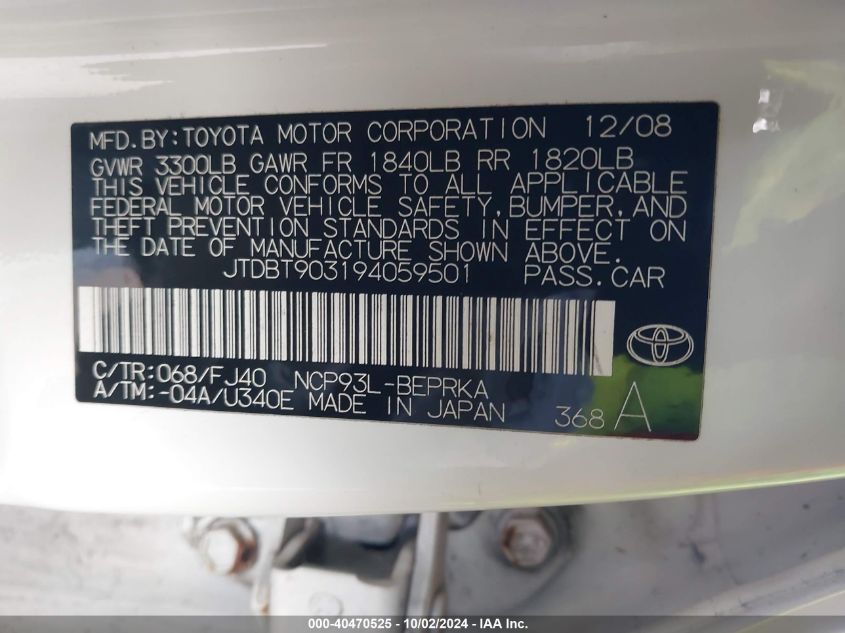 MFD. BY: TOYOTA MOTOR CORPORATION 12/08
GVWR 3300LB GAWR FR 1840LB RR 1820LB
THIS VEHICLE CONFORMS TO ALL APPLICABLE
FEDERAL MOTOR VEHICLE SAFETY, BUMPER, AND
THEFT PREVENTION STANDARDS IN EFFECT ON
THE DATE OF MANUFACTURE SHOWN ABOVE.
JTDBT903194059501 PASS. CAR
C/TR: 068/FJ40 NCP93L-BEPRKA
A/TM: -04A/U340E MADE IN JAPAN 368 A
000-40470525 - 10/02/2024 - IAA Inc.